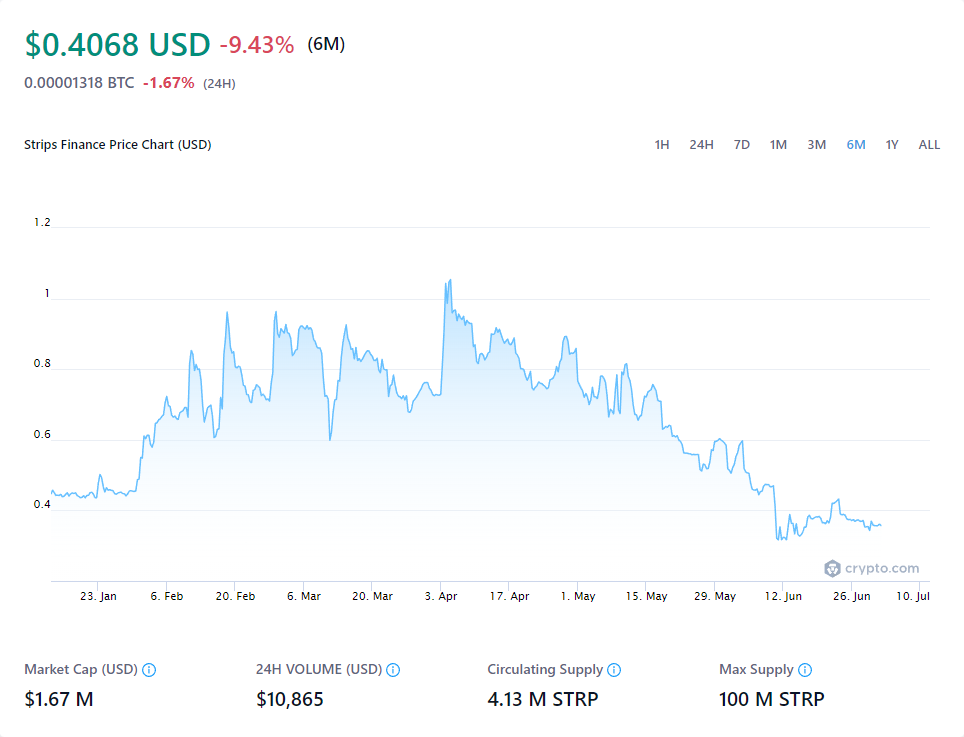 $0.4068 USD -9.43% (6M)
0.00001318 BTC -1.67% (24H)
Strips Finance Price Chart (USD) 1H 24H 7D 1M 3M 6M 1Y ALL
1.2
1
0.8
0.6
0.4
crypto.com
23. Jan 6. Feb 20. Feb 6. Mar 20. Mar 3. Apr 17. Apr 1. May 15. May 29. May 12. Jun 26. Jun 10. Jul
Market Cap (USD) 24H VOLUME (USD) Circulating Supply Max Supply
$1.67 M $10,865 4.13 M STRP 100 M STRP